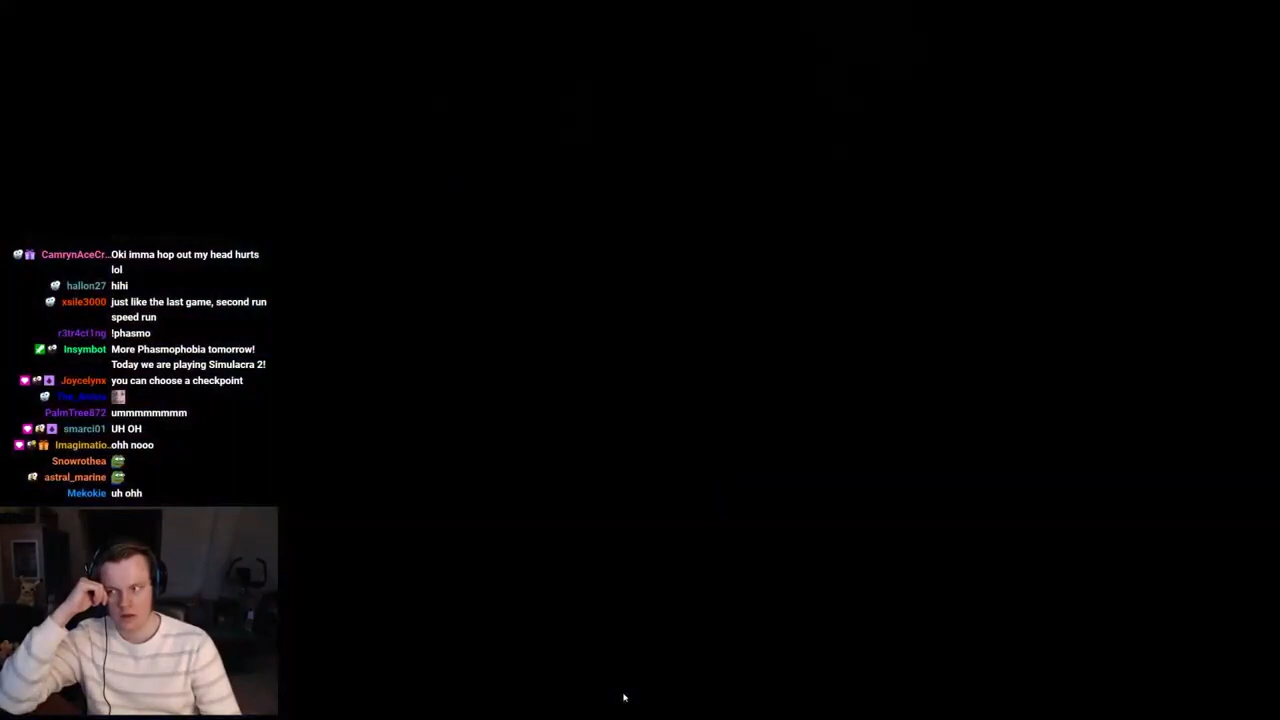 CamrynAceCr... Oki imma hop out my head hurts
lol
hallon27 hihi
xsile3000 just like the last game, second run
speed run
r3tr4ct1ng !phasmo
Insymbot More Phasmophobia tomorrow!
Today we are playing Simulacra 2!
Joycelynx you can choose a checkpoint
PalmTree872 ummmmmmmm
smarci01 UH OH
Imagimatio... ohh nooo
Snowrothea
astral_marine
Mekokie uh ohh